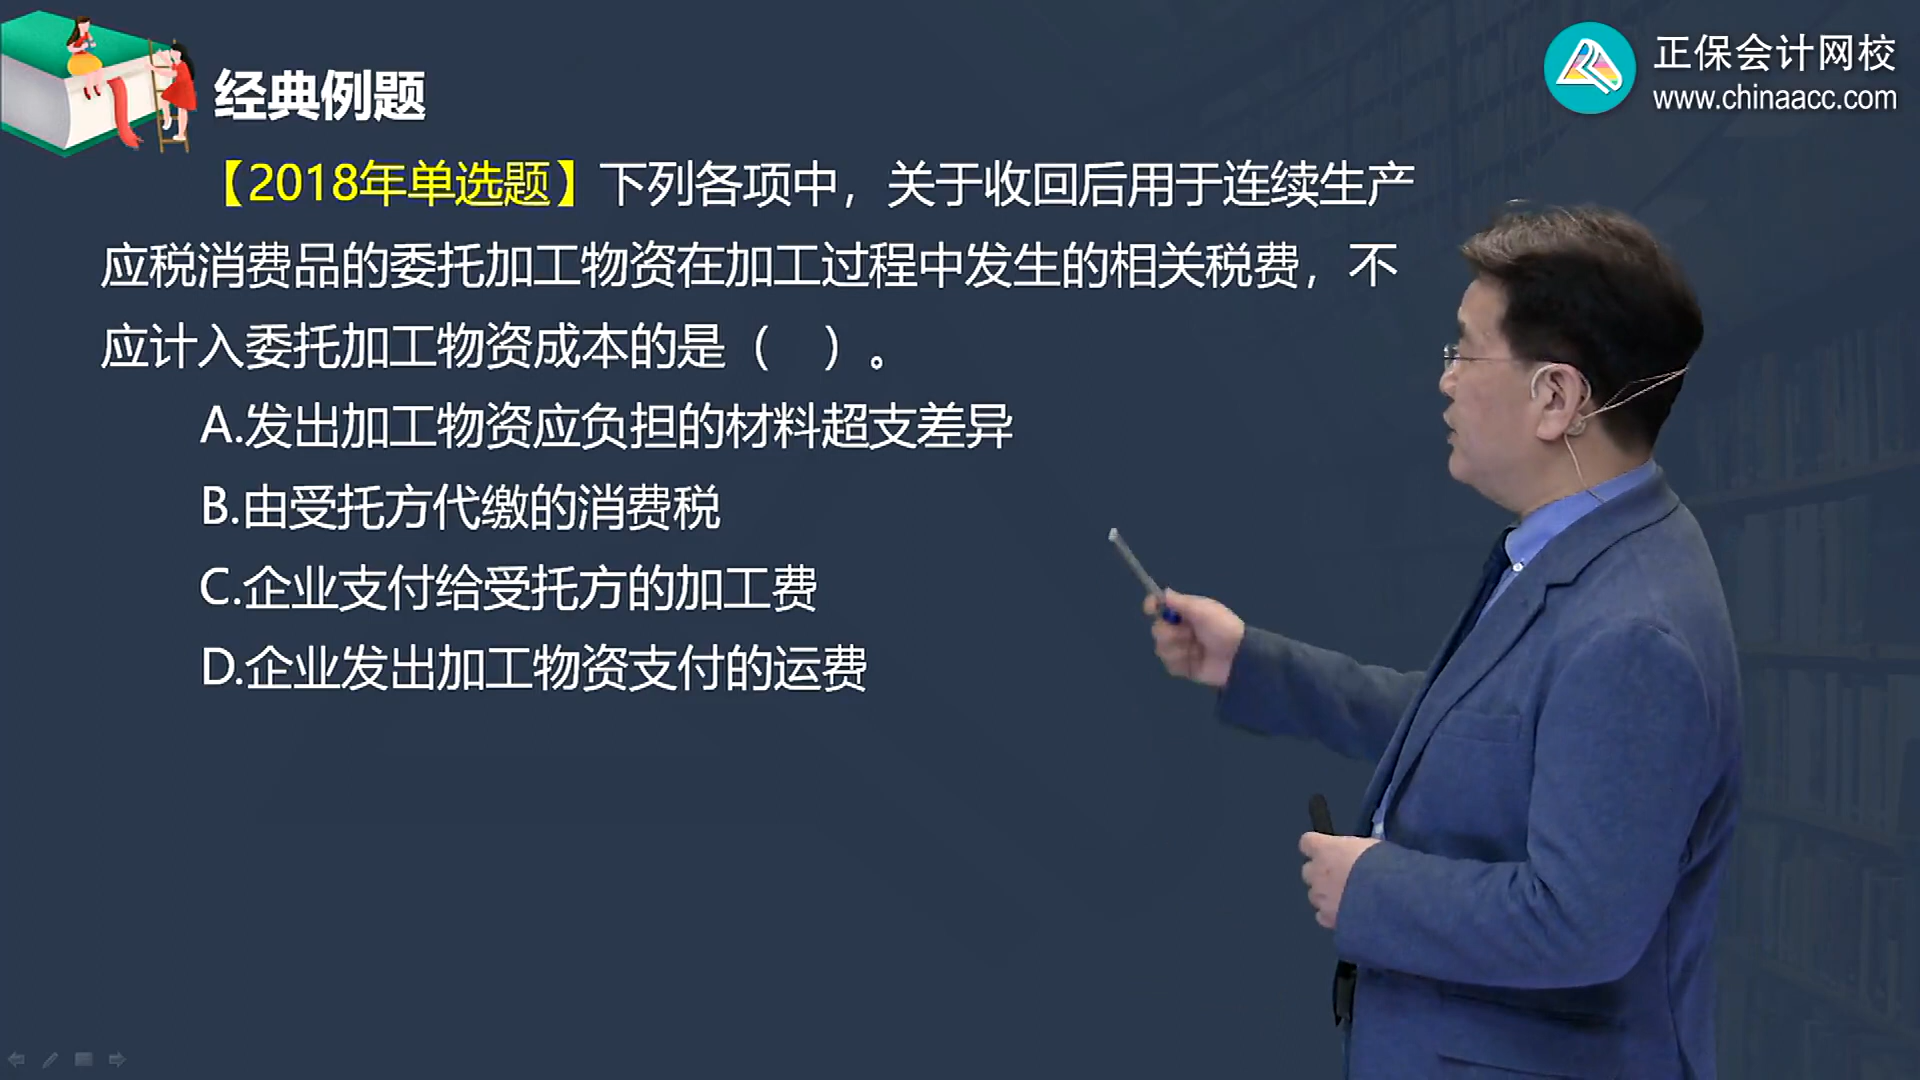 正保会计网校
www.chinaacc.com
经典例题
【2018年单选题】下列各项中，关于收回后用于连续生产
应税消费品的委托加工物资在加工过程中发生的相关税费，不
应计入委托加工物资成本的是（　）。
A.发出加工物资应负担的材料超支差异
B.由受托方代缴的消费税
C.企业支付给受托方的加工费
D.企业发出加工物资支付的运费